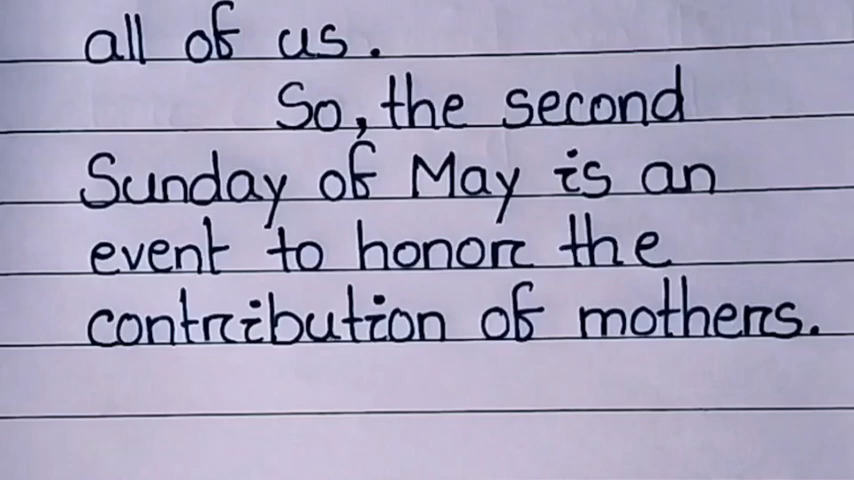 all of us.
So, the second
Sunday of May is an
event to honor the
contribution of mothers.